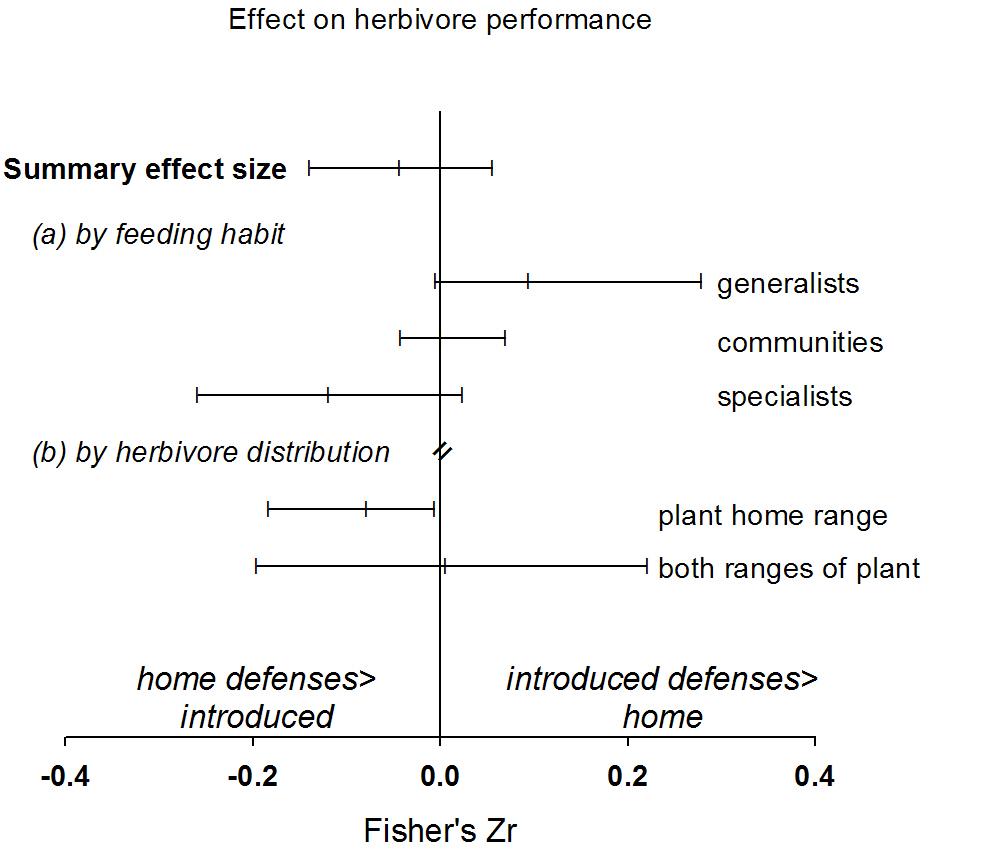 Effect on herbivore performance
Summary effect size
(a) by feeding habit
generalists
communities
specialists
(b) by herbivore distribution
plant home range
both ranges of plant
home defenses>
introduced
introduced defenses>
home
-0.4 -0.2 0.0 0.2 0.4
Fisher's Zr